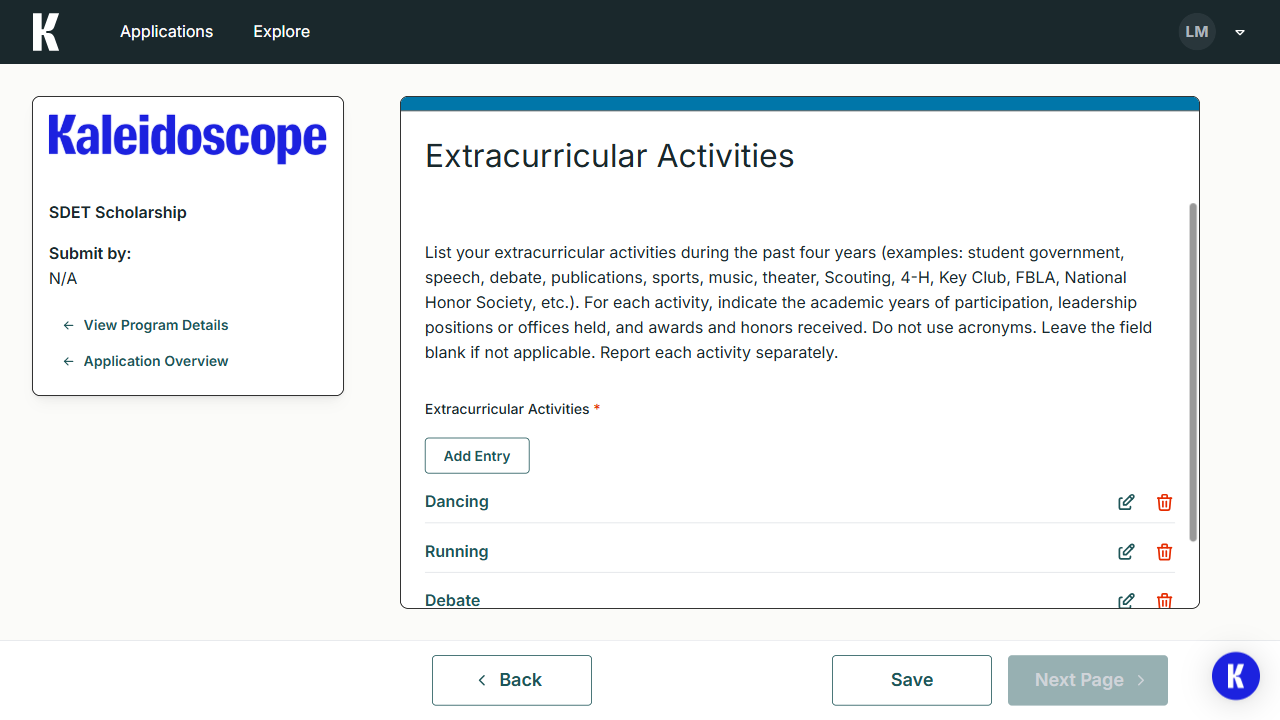 K
Applications
Explore
LM
Kaleidoscope
SDET Scholarship
Submit by:
N/A
View Program Details
Application Overview
Extracurricular Activities
List your extracurricular activities during the past four years (examples: student government,
speech, debate, publications, sports, music, theater, Scouting, 4-H, Key Club, FBLA, National
Honor Society, etc.). For each activity, indicate the academic years of participation, leadership
positions or offices held, and awards and honors received. Do not use acronyms. Leave the field
blank if not applicable. Report each activity separately.
Extracurricular Activities *
Add Entry
Dancing
Running
Debate
Back
Save
Next Page
K